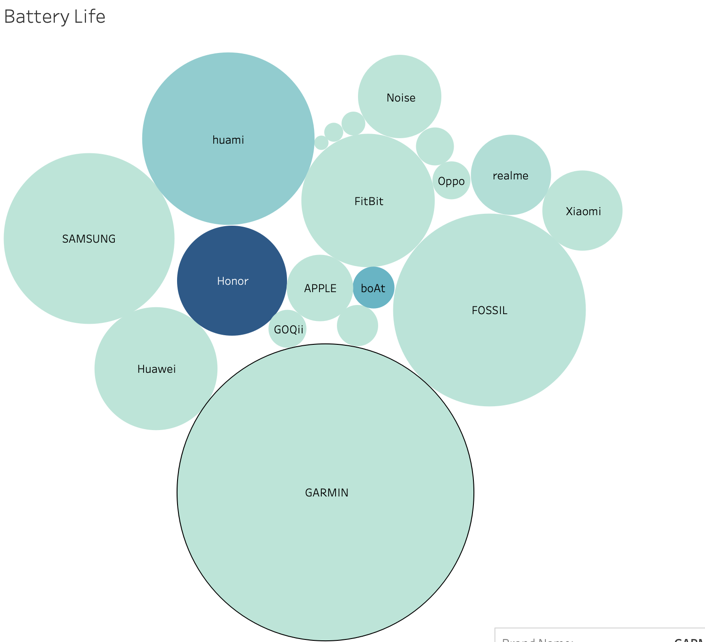 Battery Life
Noise
huami
realme
Oppo
FitBit
Xiaomi
SAMSUNG
Honor
APPLE
boAt
FOSSIL
GOQii
Huawei
GARMIN